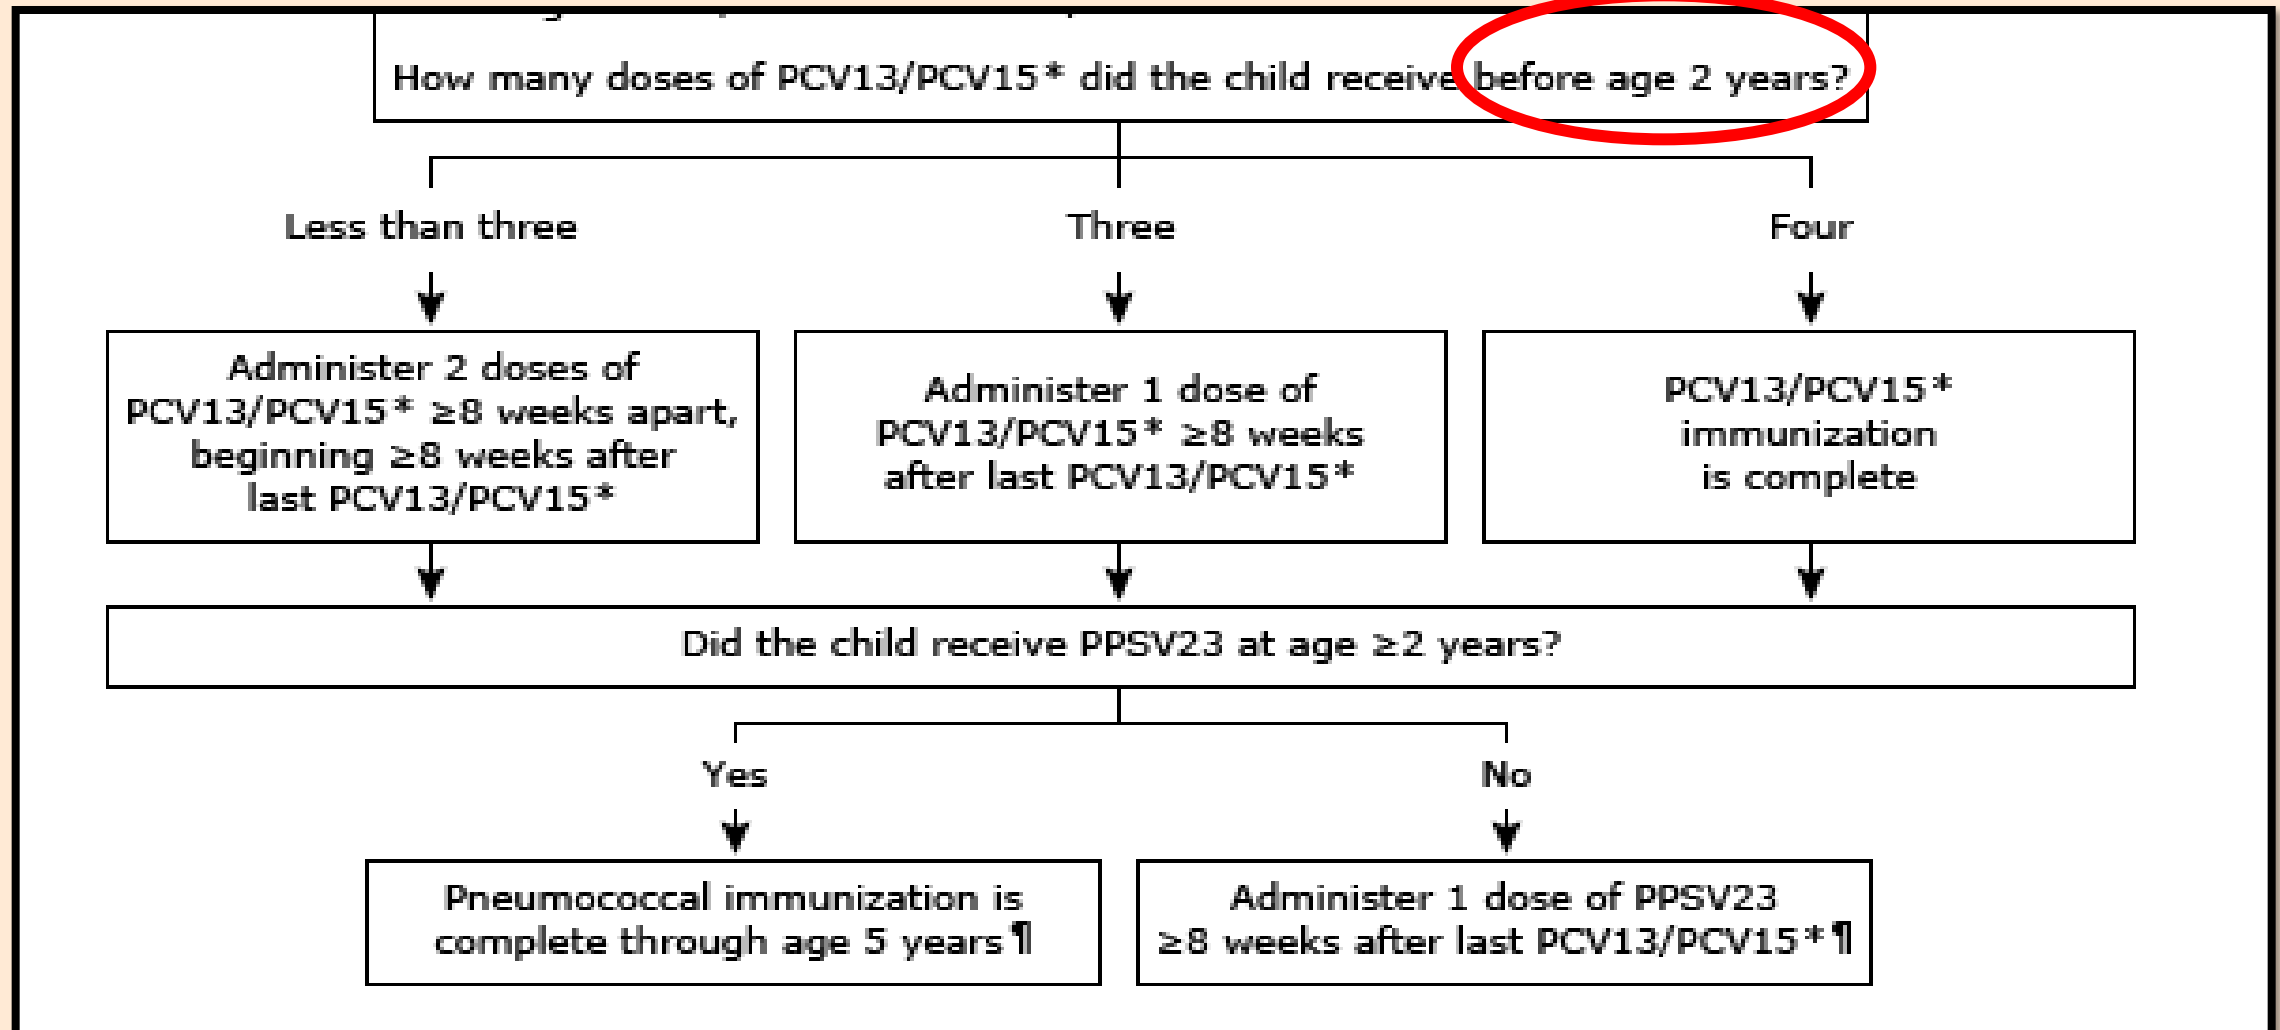 How many doses of PCV13/PCV15* did the child receive before age 2 years?
Less than three
Three
Four
Administer 2 doses of
PCV13/PCV15* ≥8 weeks apart,
beginning ≥8 weeks after
last PCV13/PCV15*
Administer 1 dose of
PCV13/PCV15* ≥8 weeks
after last PCV13/PCV15*
PCV13/PCV15*
immunization
is complete
Did the child receive PPSV23 at age ≥2 years?
Yes
No
Pneumococcal immunization is
complete through age 5 years¶
Administer 1 dose of PPSV23
≥8 weeks after last PCV13/PCV15*¶